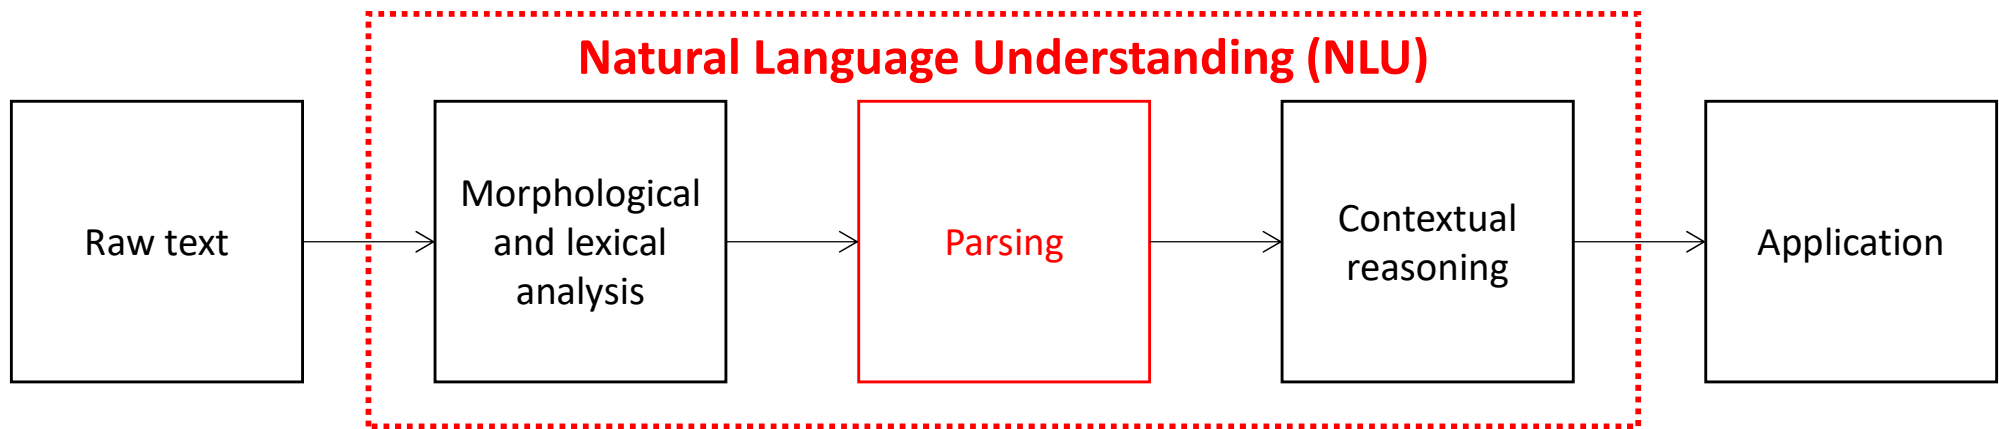 Natural Language Understanding (NLU)
Raw text
Morphological
and lexical
analysis
Parsing
Contextual
reasoning
Application